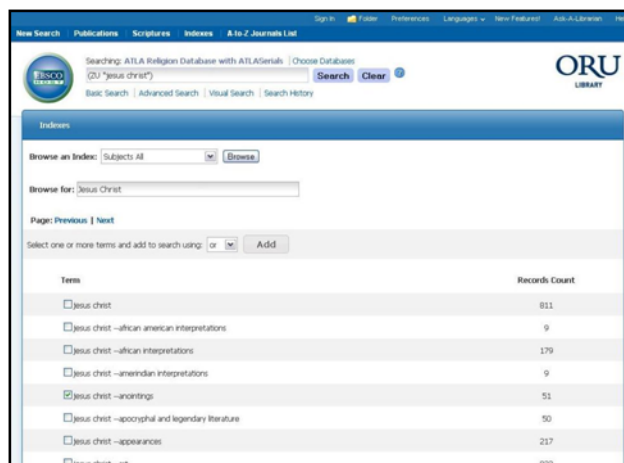 Sign In Folder Preferences Languages New Features! Ask-A-Librarian
New Search Publications Scriptures Indexes A-to-Z Journals List
Searching: ATLA Religion Database with ATLASerials Choose Databases
(ZU "jesus christ") Search Clear
Basic Search Advanced Search Visual Search Search History
EBSCO HOST
ORU
LIBRARY
Indexes
Browse an Index: Subjects All Browse
Browse for: Jesus Christ
Page: Previous | Next
Select one or more terms and add to search using: or Add
Term Records Count
jesus christ 811
jesus christ --african american interpretations 9
jesus christ --african interpretations 179
jesus christ --amerindian interpretations 9
jesus christ --anointings 51
jesus christ --apocryphal and legendary literature 50
jesus christ --appearances 217